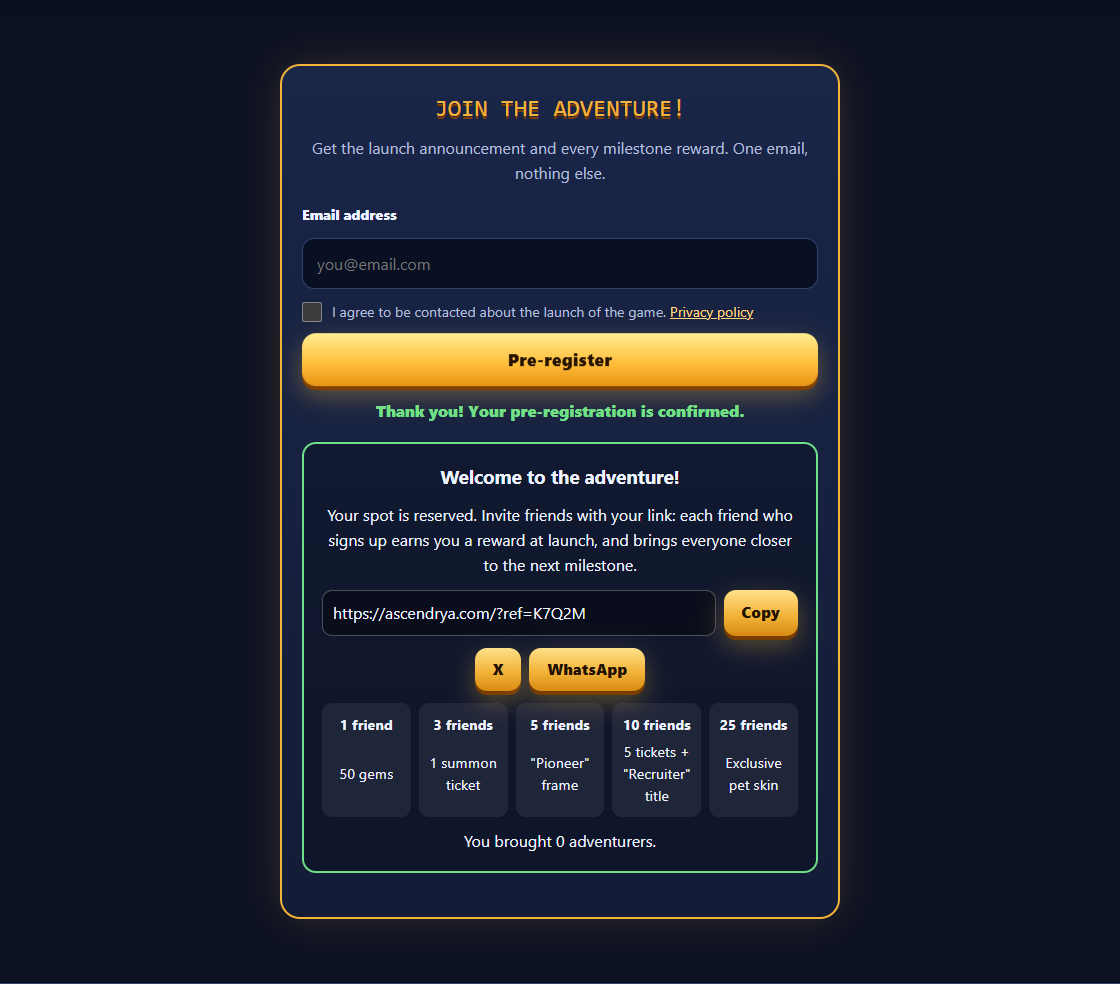 JOIN THE ADVENTURE!
Get the launch announcement and every milestone reward. One email,
nothing else.
Email address
you@email.com
I agree to be contacted about the launch of the game. Privacy policy
Pre-register
Thank you! Your pre-registration is confirmed.
Welcome to the adventure!
Your spot is reserved. Invite friends with your link: each friend who
signs up earns you a reward at launch, and brings everyone closer
to the next milestone.
https://ascendrya.com/?ref=K7Q2M
Copy
X
WhatsApp
1 friend
50 gems
3 friends
1 summon
ticket
5 friends
"Pioneer"
frame
10 friends
5 tickets +
"Recruiter"
title
25 friends
Exclusive
pet skin
You brought 0 adventurers.